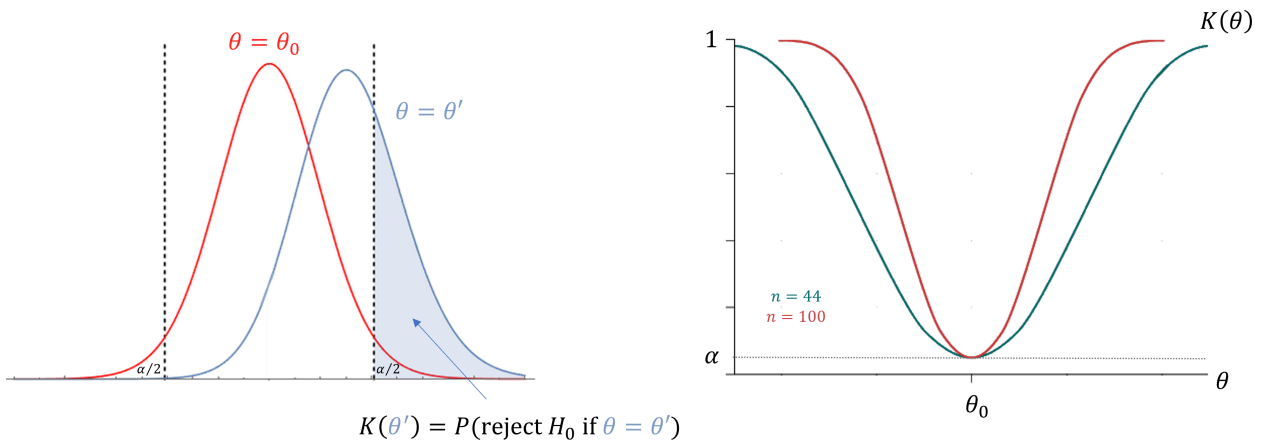 θ = θ₀
θ = θ′
α/2
α/2
K(θ′) = P(reject H₀ if θ = θ′)
K(θ)
1
n = 44
n = 100
α
θ
θ₀